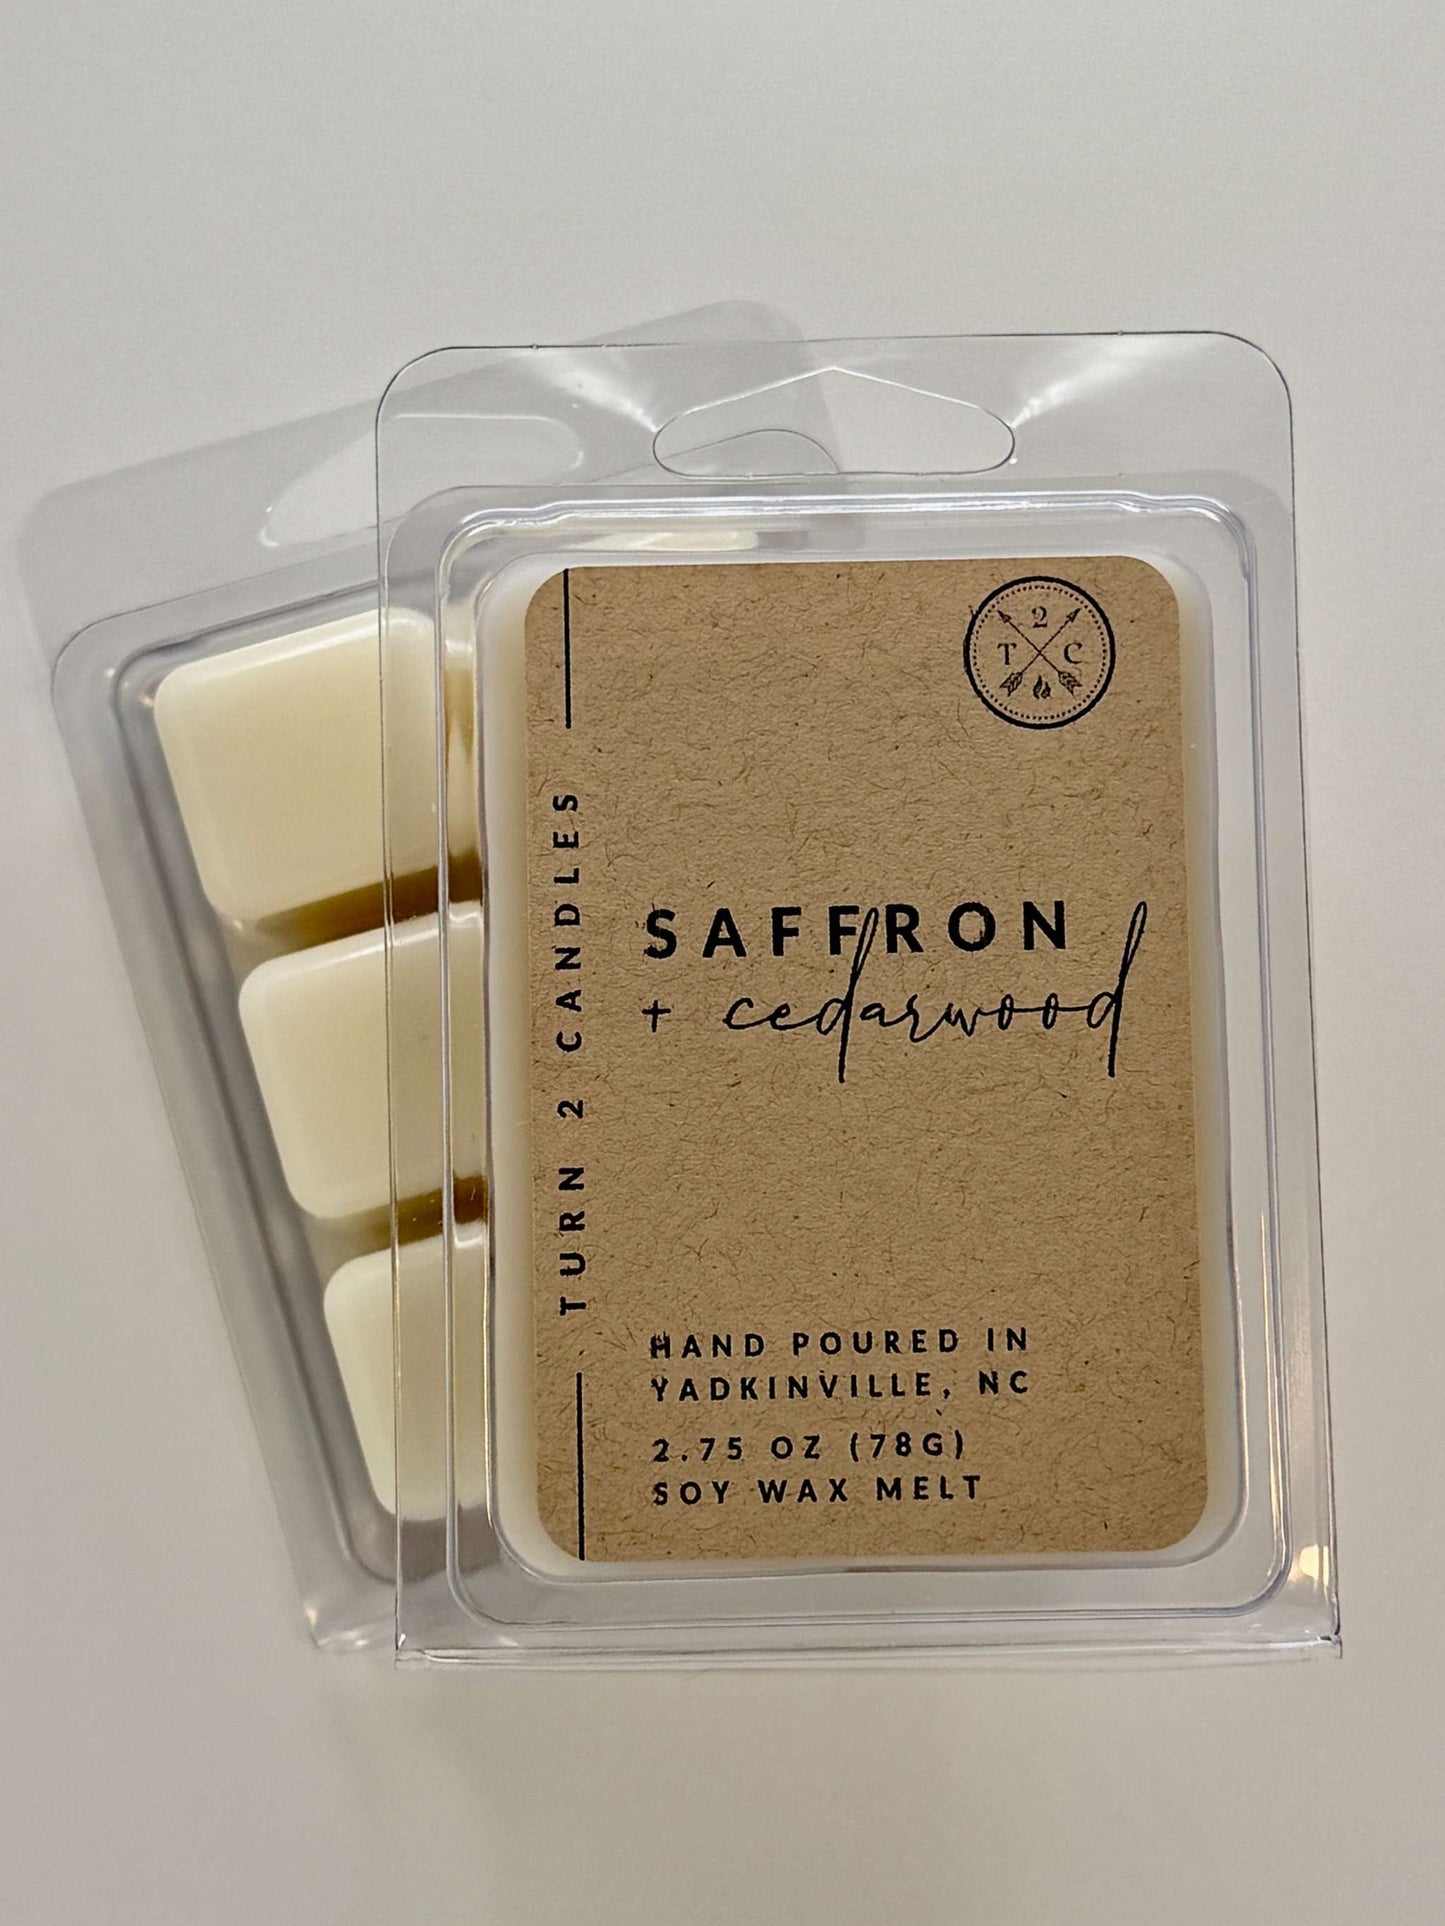 2
T C
TURN 2 CANDLES
SAFFRON
+ cedarwood
HAND POURED IN
YADKINVILLE, NC
2.75 OZ (78G)
SOY WAX MELT